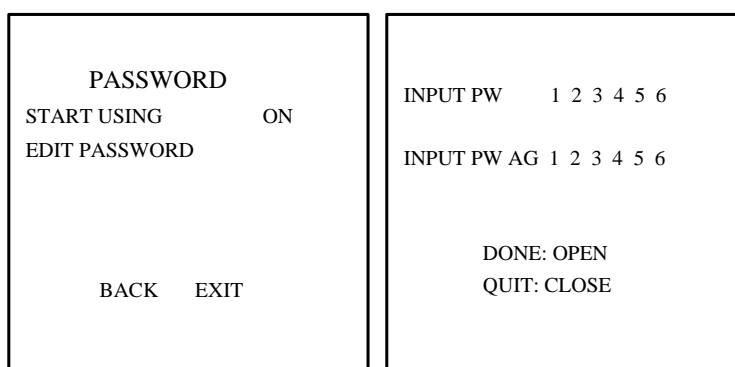 PASSWORD
START USING ON
EDIT PASSWORD
BACK EXIT
INPUT PW 1 2 3 4 5 6
INPUT PW AG 1 2 3 4 5 6
DONE: OPEN
QUIT: CLOSE